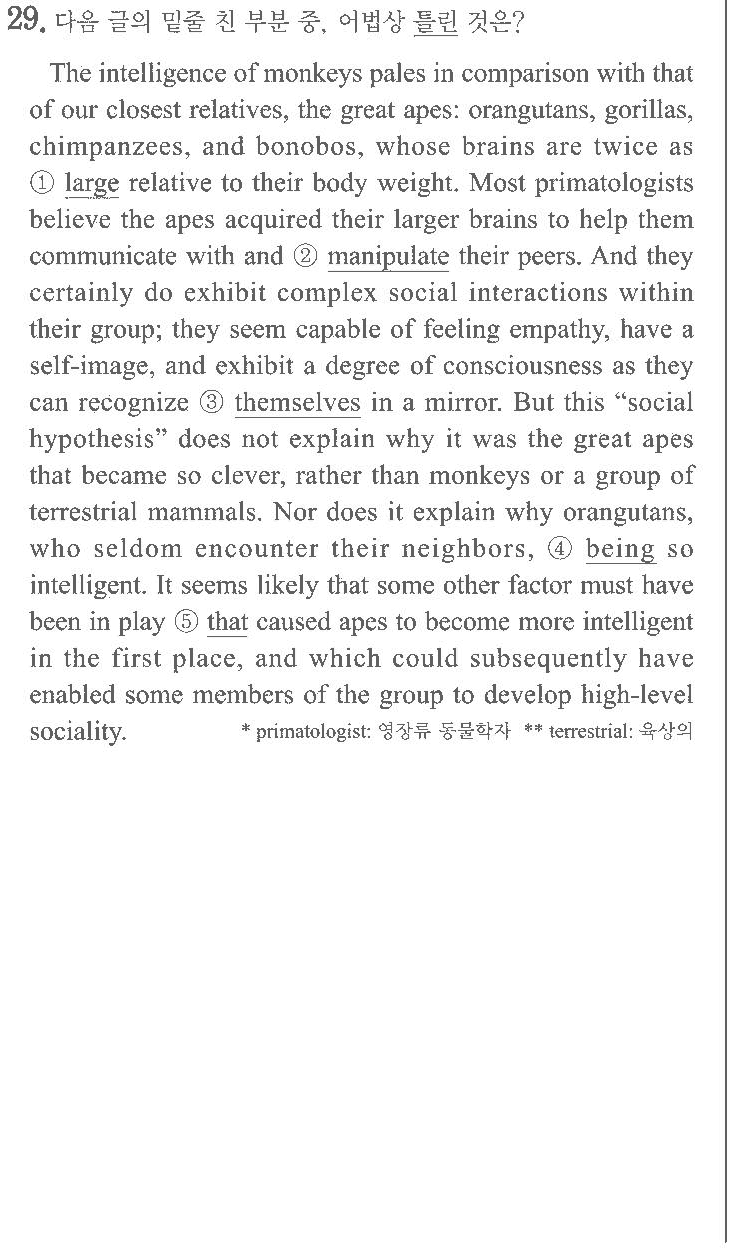 29. 다음 글의 밑줄 친 부분 중, 어법상 틀린 것은?
The intelligence of monkeys pales in comparison with that
of our closest relatives, the great apes: orangutans, gorillas,
chimpanzees, and bonobos, whose brains are twice as
① large relative to their body weight. Most primatologists
believe the apes acquired their larger brains to help them
communicate with and ② manipulate their peers. And they
certainly do exhibit complex social interactions within
their group; they seem capable of feeling empathy, have a
self-image, and exhibit a degree of consciousness as they
can recognize ③ themselves in a mirror. But this “social
hypothesis” does not explain why it was the great apes
that became so clever, rather than monkeys or a group of
terrestrial mammals. Nor does it explain why orangutans,
who seldom encounter their neighbors, ④ being so
intelligent. It seems likely that some other factor must have
been in play ⑤ that caused apes to become more intelligent
in the first place, and which could subsequently have
enabled some members of the group to develop high-level
sociality. * primatologist: 영장류 동물학자 ** terrestrial: 육상의